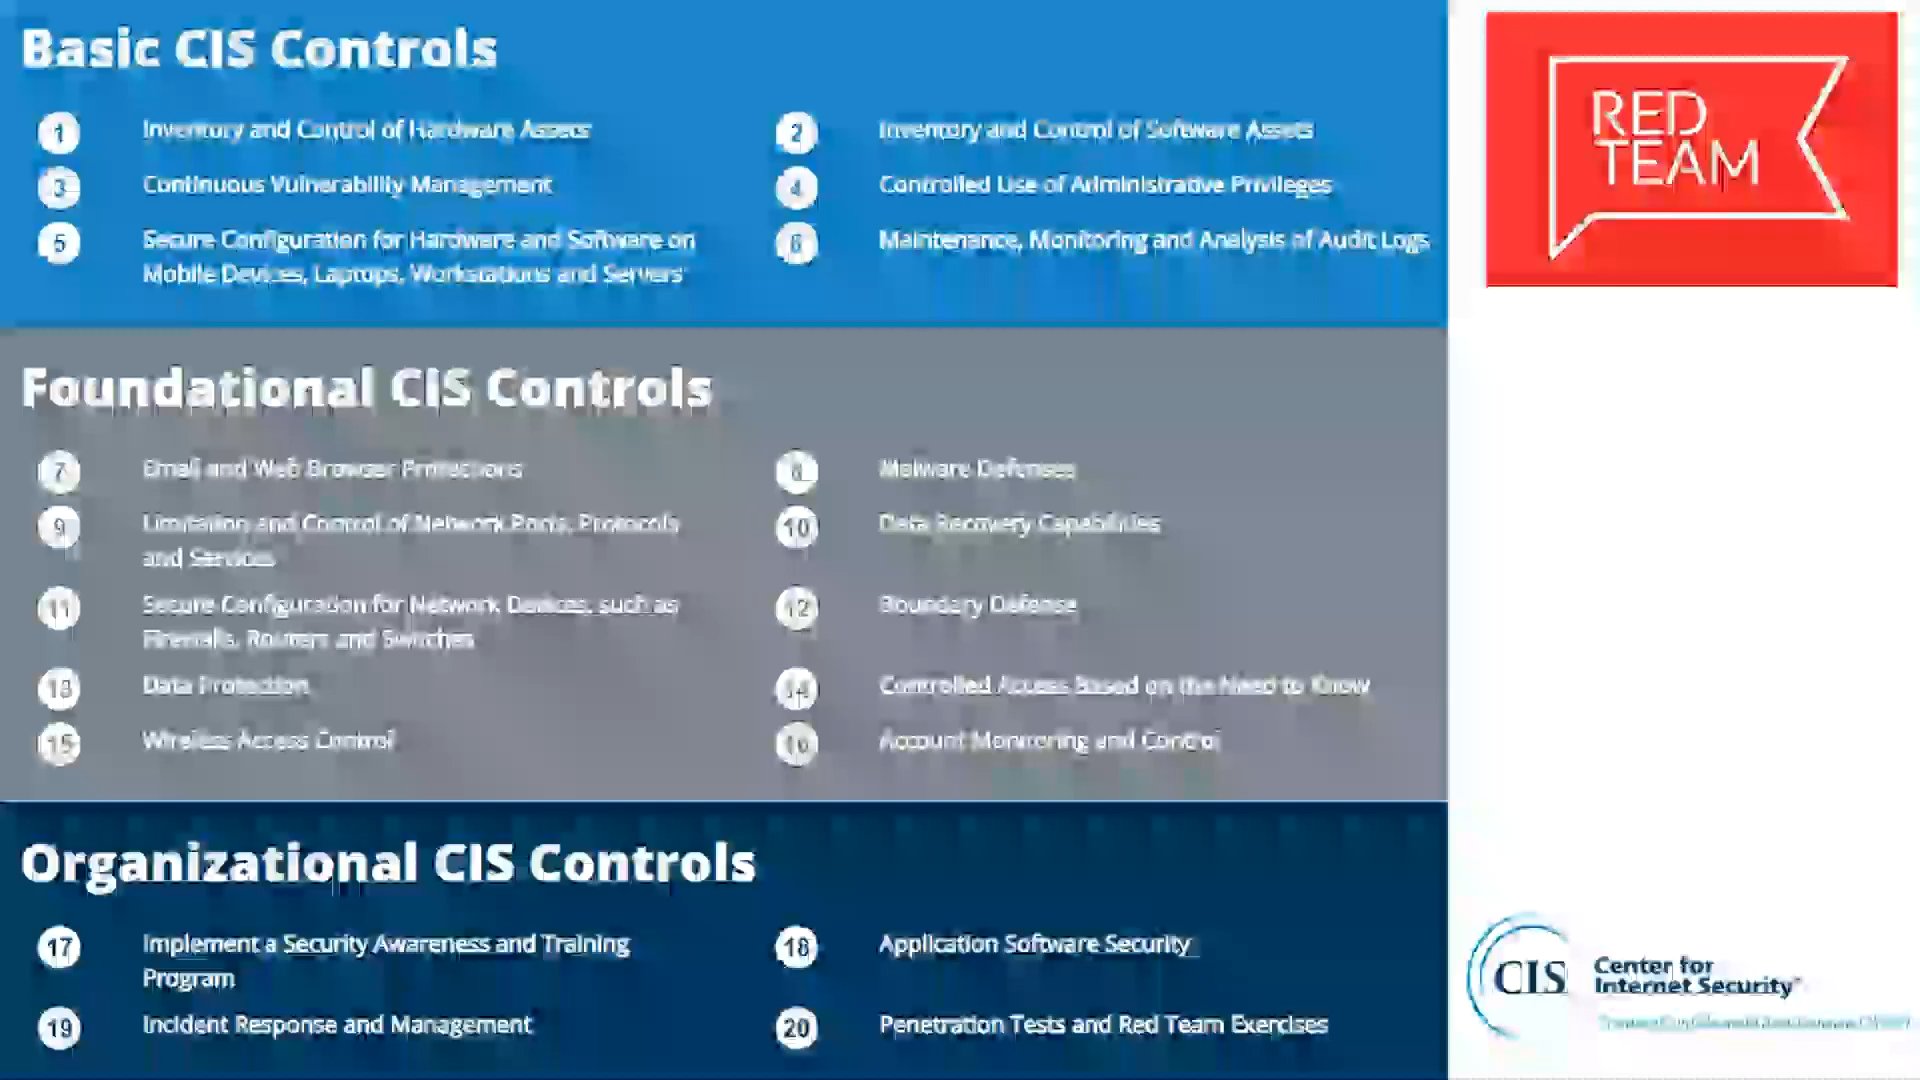 Basic CIS Controls
1 Inventory and Control of Hardware Assets
2 Inventory and Control of Software Assets
3 Continuous Vulnerability Management
4 Controlled Use of Administrative Privileges
5 Secure Configuration for Hardware and Software on
Mobile Devices, Laptops, Workstations and Servers
6 Maintenance, Monitoring and Analysis of Audit Logs
Foundational CIS Controls
7 Email and Web Browser Protections
8 Malware Defenses
9 Limitation and Control of Network Ports, Protocols
and Services
10 Data Recovery Capabilities
11 Secure Configuration for Network Devices, such as
Firewalls, Routers and Switches
12 Boundary Defense
13 Data Protection
14 Controlled Access Based on the Need to Know
15 Wireless Access Control
16 Account Monitoring and Control
Organizational CIS Controls
17 Implement a Security Awareness and Training
Program
18 Application Software Security
19 Incident Response and Management
20 Penetration Tests and Red Team Exercises
RED
TEAM
CIS
Center for
Internet Security